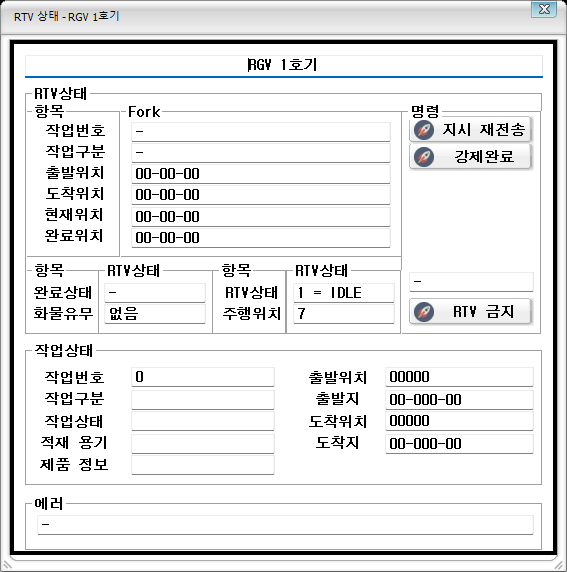 RTV 상태 - RGV 1호기
RGV 1호기
RTV상태
항목 Fork 명령
작업번호 - 지시 재전송
작업구분 - 강제완료
출발위치 00-00-00
도착위치 00-00-00
현재위치 00-00-00
완료위치 00-00-00
항목 RTV상태 항목 RTV상태
-
완료상태 - RTV상태 1 = IDLE
화물유무 없음 주행위치 7 RTV 금지
작업상태
작업번호 0 출발위치 00000
작업구분 출발지 00-000-00
작업상태 도착위치 00000
적재 용기 도착지 00-000-00
제품 정보
에러
-